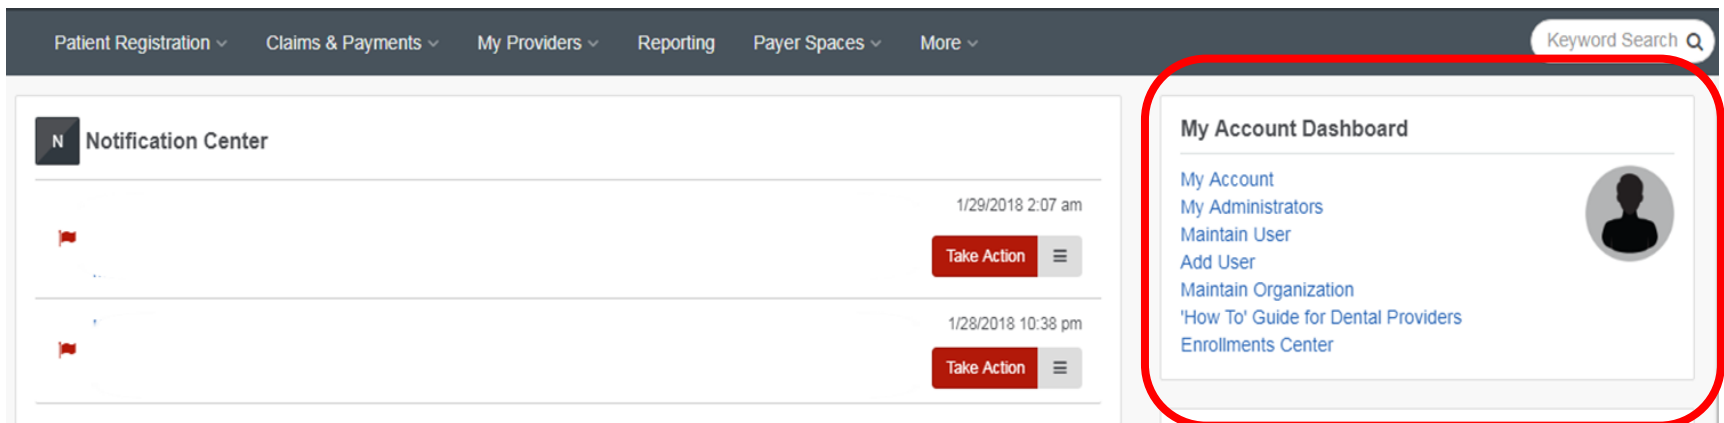 Patient Registration Claims & Payments My Providers Reporting Payer Spaces More Keyword Search
N Notification Center
1/29/2018 2:07 am
Take Action
1/28/2018 10:38 pm
Take Action
My Account Dashboard
My Account
My Administrators
Maintain User
Add User
Maintain Organization
'How To' Guide for Dental Providers
Enrollments Center